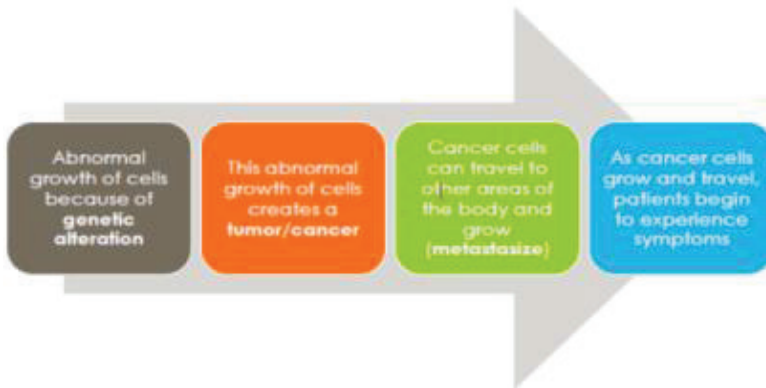 Abnormal
growth of cells
because of
genetic
alteration
This abnormal
growth of cells
creates a
tumor/cancer
Cancer cells
can travel to
other areas of
the body and
grow
(metastasize)
As cancer cells
grow and travel,
patients begin
to experience
symptoms